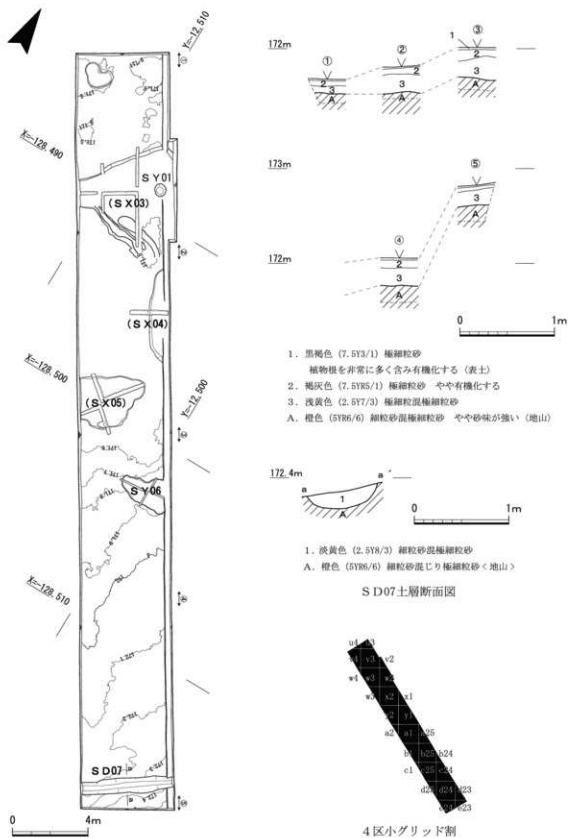 Y=-12,510
X=-128,490
SY01
(SX03)
(SX04)
X=-128,500
Y=-12,500
(SX05)
SY06
X=-128,510
SD07
0 4m
172m
①
②
③
1
2
3
A
2
3
A
2
3
A
173m
⑤
3
A
④
172m
2
3
A
0 1m
1. 黒褐色 (7.5Y3/1) 極細粒砂
植物根を非常に多く含み有機化する (表土)
2. 褐灰色 (7.5YR5/1) 極細粒砂 やや有機化する
3. 浅黄色 (2.5Y7/3) 細粒混極細粒砂
A. 橙色 (5YR6/6) 細粒砂混極細粒砂 やや砂味が強い (地山)
172.4m
a a´
1
A
0 1m
1. 淡黄色 (2.5Y8/3) 細粒砂混極細粒砂
A. 橙色 (5YR6/6) 細粒砂混じり極細粒砂<地山>
SD07土層断面図
u4
v3 v2
w4 w3
w3 x2 x1
y1
a2 a1
b25 b24
c1 c25 c24
d24 d23
4区小グリッド割